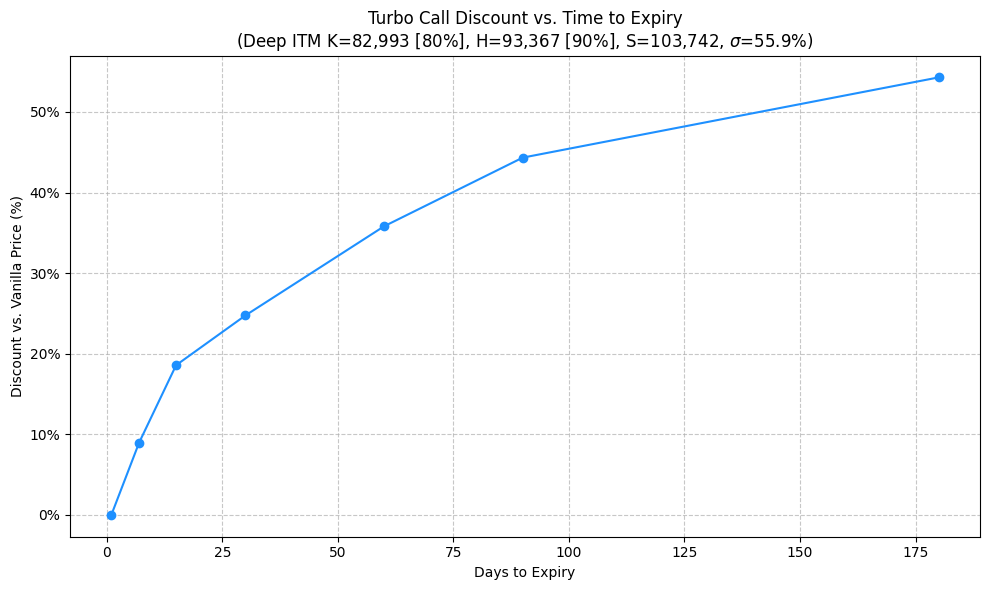 Turbo Call Discount vs. Time to Expiry
(Deep ITM K=82,993 [80%], H=93,367 [90%], S=103,742, σ=55.9%)
Discount vs. Vanilla Price (%)
50%
40%
30%
20%
10%
0%
0 25 50 75 100 125 150 175
Days to Expiry